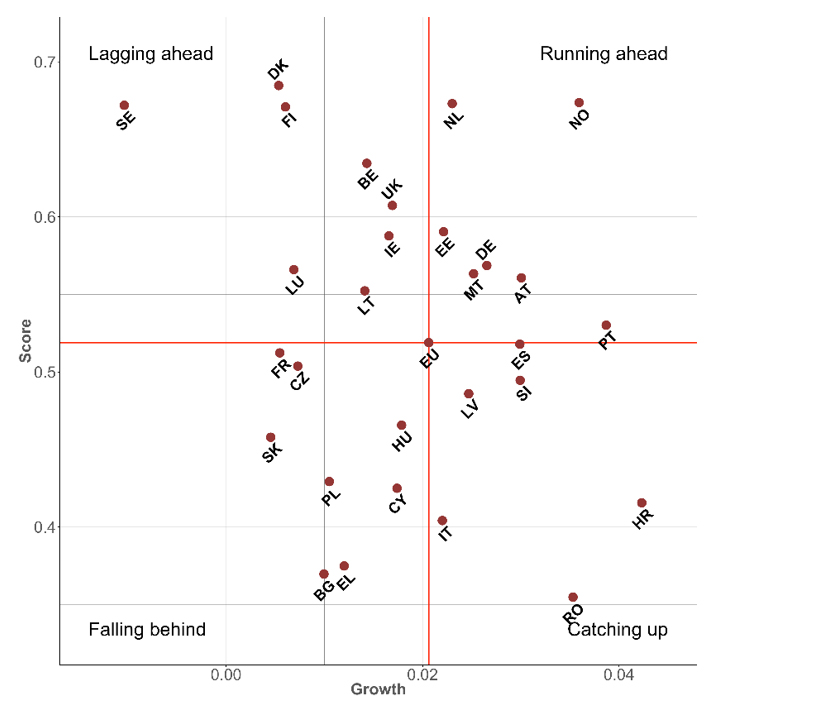 Lagging ahead
Running ahead
0.7
DK
SE
FI
NL
NO
BE
UK
0.6
IE
EE
DE
LU
LT
MT
AT
PT
Score
EU
FR
CZ
ES
0.5
SI
LV
HU
SK
PL
CY
IT
HR
0.4
BG
EL
RO
Falling behind
Catching up
0.00
0.02
0.04
Growth